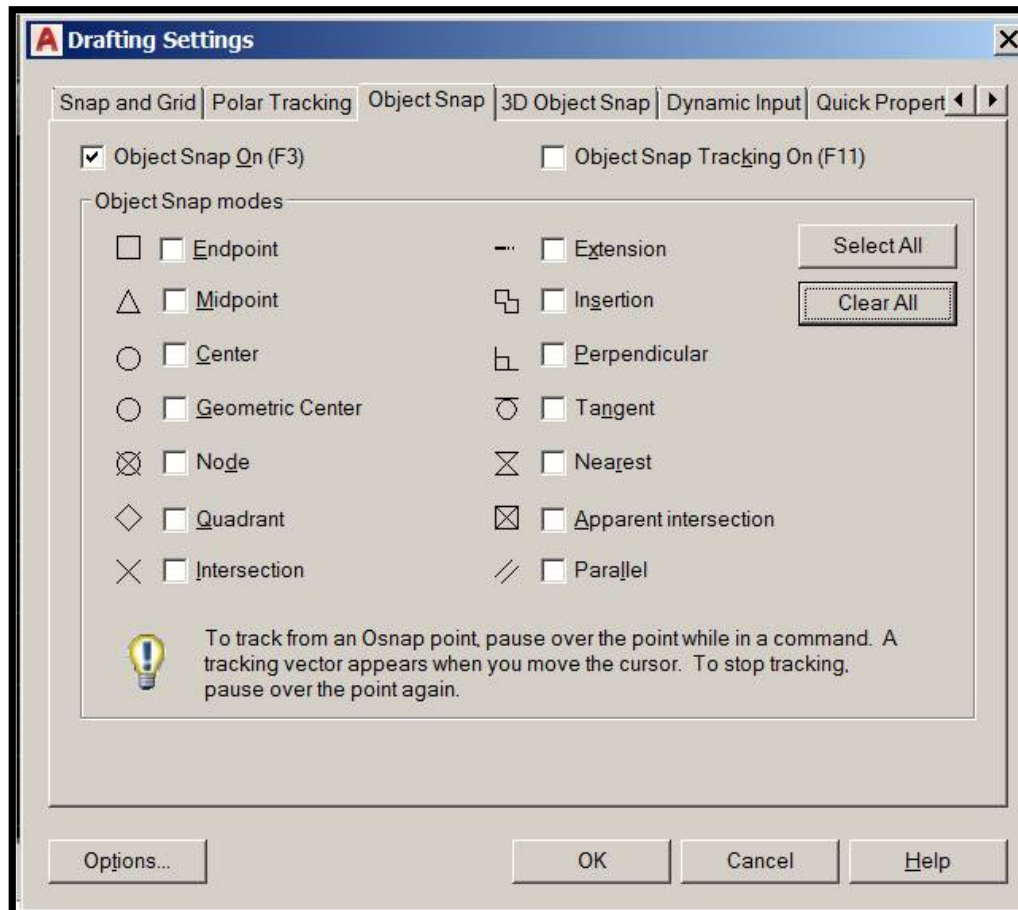 A Drafting Settings
Snap and Grid Polar Tracking Object Snap 3D Object Snap Dynamic Input Quick Propert
Object Snap On (F3) Object Snap Tracking On (F11)
Object Snap modes
Endpoint Extension Select All
Midpoint Insertion Clear All
Center Perpendicular
Geometric Center Tangent
Node Nearest
Quadrant Apparent intersection
Intersection Parallel
To track from an Osnap point, pause over the point while in a command. A
tracking vector appears when you move the cursor. To stop tracking,
pause over the point again.
Options... OK Cancel Help